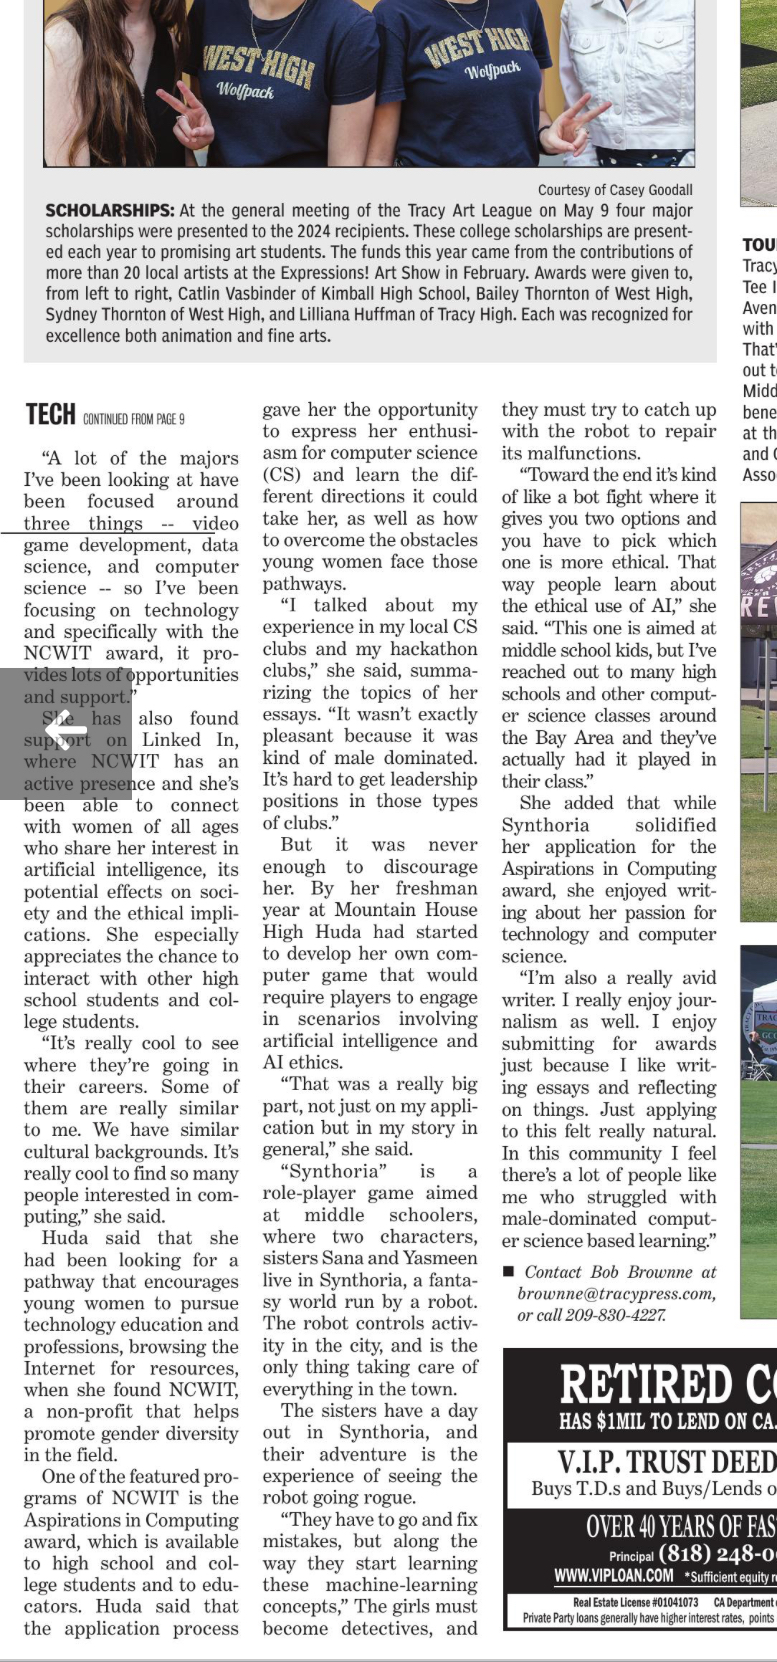 WEST HIGH
Wolfpack
WEST HIGH
Wolfpack
Courtesy of Casey Goodall
SCHOLARSHIPS: At the general meeting of the Tracy Art League on May 9 four major
scholarships were presented to the 2024 recipients. These college scholarships are present-
ed each year to promising art students. The funds this year came from the contributions of
more than 20 local artists at the Expressions! Art Show in February. Awards were given to,
from left to right, Catlin Vasbinder of Kimball High School, Bailey Thornton of West High,
Sydney Thornton of West High, and Lilliana Huffman of Tracy High. Each was recognized for
excellence both animation and fine arts.
TECH CONTINUED FROM PAGE 9
“A lot of the majors
I’ve been looking at have
been focused around
three things -- video
game development, data
science, and computer
science -- so I’ve been
focusing on technology
and specifically with the
NCWIT award, it pro-
vides lots of opportunities
and support.”
She has also found
support on Linked In,
where NCWIT has an
active presence and she’s
been able to connect
with women of all ages
who share her interest in
artificial intelligence, its
potential effects on soci-
ety and the ethical impli-
cations. She especially
appreciates the chance to
interact with other high
school students and col-
lege students.
“It’s really cool to see
where they’re going in
their careers. Some of
them are really similar
to me. We have similar
cultural backgrounds. It’s
really cool to find so many
people interested in com-
puting,” she said.
Huda said that she
had been looking for a
pathway that encourages
young women to pursue
technology education and
professions, browsing the
Internet for resources,
when she found NCWIT,
a non-profit that helps
promote gender diversity
in the field.
One of the featured pro-
grams of NCWIT is the
Aspirations in Computing
award, which is available
to high school and col-
lege students and to edu-
cators. Huda said that
the application process
gave her the opportunity
to express her enthusi-
asm for computer science
(CS) and learn the dif-
ferent directions it could
take her, as well as how
to overcome the obstacles
young women face those
pathways.
“I talked about my
experience in my local CS
clubs and my hackathon
clubs,” she said, summa-
rizing the topics of her
essays. “It wasn’t exactly
pleasant because it was
kind of male dominated.
It’s hard to get leadership
positions in those types
of clubs.”
But it was never
enough to discourage
her. By her freshman
year at Mountain House
High Huda had started
to develop her own com-
puter game that would
require players to engage
in scenarios involving
artificial intelligence and
AI ethics.
“That was a really big
part, not just on my appli-
cation but in my story in
general,” she said.
“Synthoria” is a
role-player game aimed
at middle schoolers,
where two characters,
sisters Sana and Yasmeen
live in Synthoria, a fanta-
sy world run by a robot.
The robot controls activ-
ity in the city, and is the
only thing taking care of
everything in the town.
The sisters have a day
out in Synthoria, and
their adventure is the
experience of seeing the
robot going rogue.
“They have to go and fix
mistakes, but along the
way they start learning
these machine-learning
concepts,” The girls must
become detectives, and
they must try to catch up
with the robot to repair
its malfunctions.
“Toward the end it’s kind
of like a bot fight where it
gives you two options and
you have to pick which
one is more ethical. That
way people learn about
the ethical use of AI,” she
said. “This one is aimed at
middle school kids, but I’ve
reached out to many high
schools and other comput-
er science classes around
the Bay Area and they’ve
actually had it played in
their class.”
She added that while
Synthoria solidified
her application for the
Aspirations in Computing
award, she enjoyed writ-
ing about her passion for
technology and computer
science.
“I’m also a really avid
writer. I really enjoy jour-
nalism as well. I enjoy
submitting for awards
just because I like writ-
ing essays and reflecting
on things. Just applying
to this felt really natural.
In this community I feel
there’s a lot of people like
me who struggled with
male-dominated comput-
er science based learning.”
■ Contact Bob Brownne at
brownne@tracypress.com,
or call 209-830-4227.
RETIRED CO
HAS $1MIL TO LEND ON CA.
V.I.P. TRUST DEED
Buys T.D.s and Buys/Lends o
OVER 40 YEARS OF FAS
Principal (818) 248-0
WWW.VIPLOAN.COM *Sufficient equity re
Real Estate License #01041073 CA Department
Private Party loans generally have higher interest rates, points
TOU
Tracy
Tee I
Aven
with
That’
out t
Midd
bene
at th
and
Asso
RE
TRAC
GCC